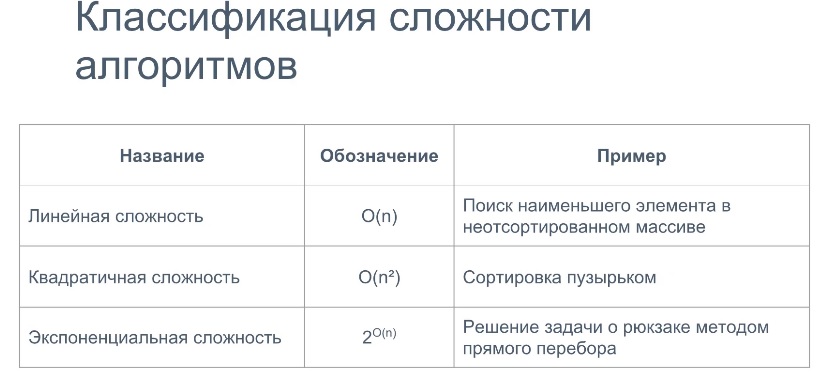 Классификация сложности
алгоритмов
Название Обозначение Пример
Линейная сложность O(n) Поиск наименьшего элемента в
неотсортированном массиве
Квадратичная сложность O(n²) Сортировка пузырьком
Экспоненциальная сложность 2^O(n) Решение задачи о рюкзаке методом
прямого перебора